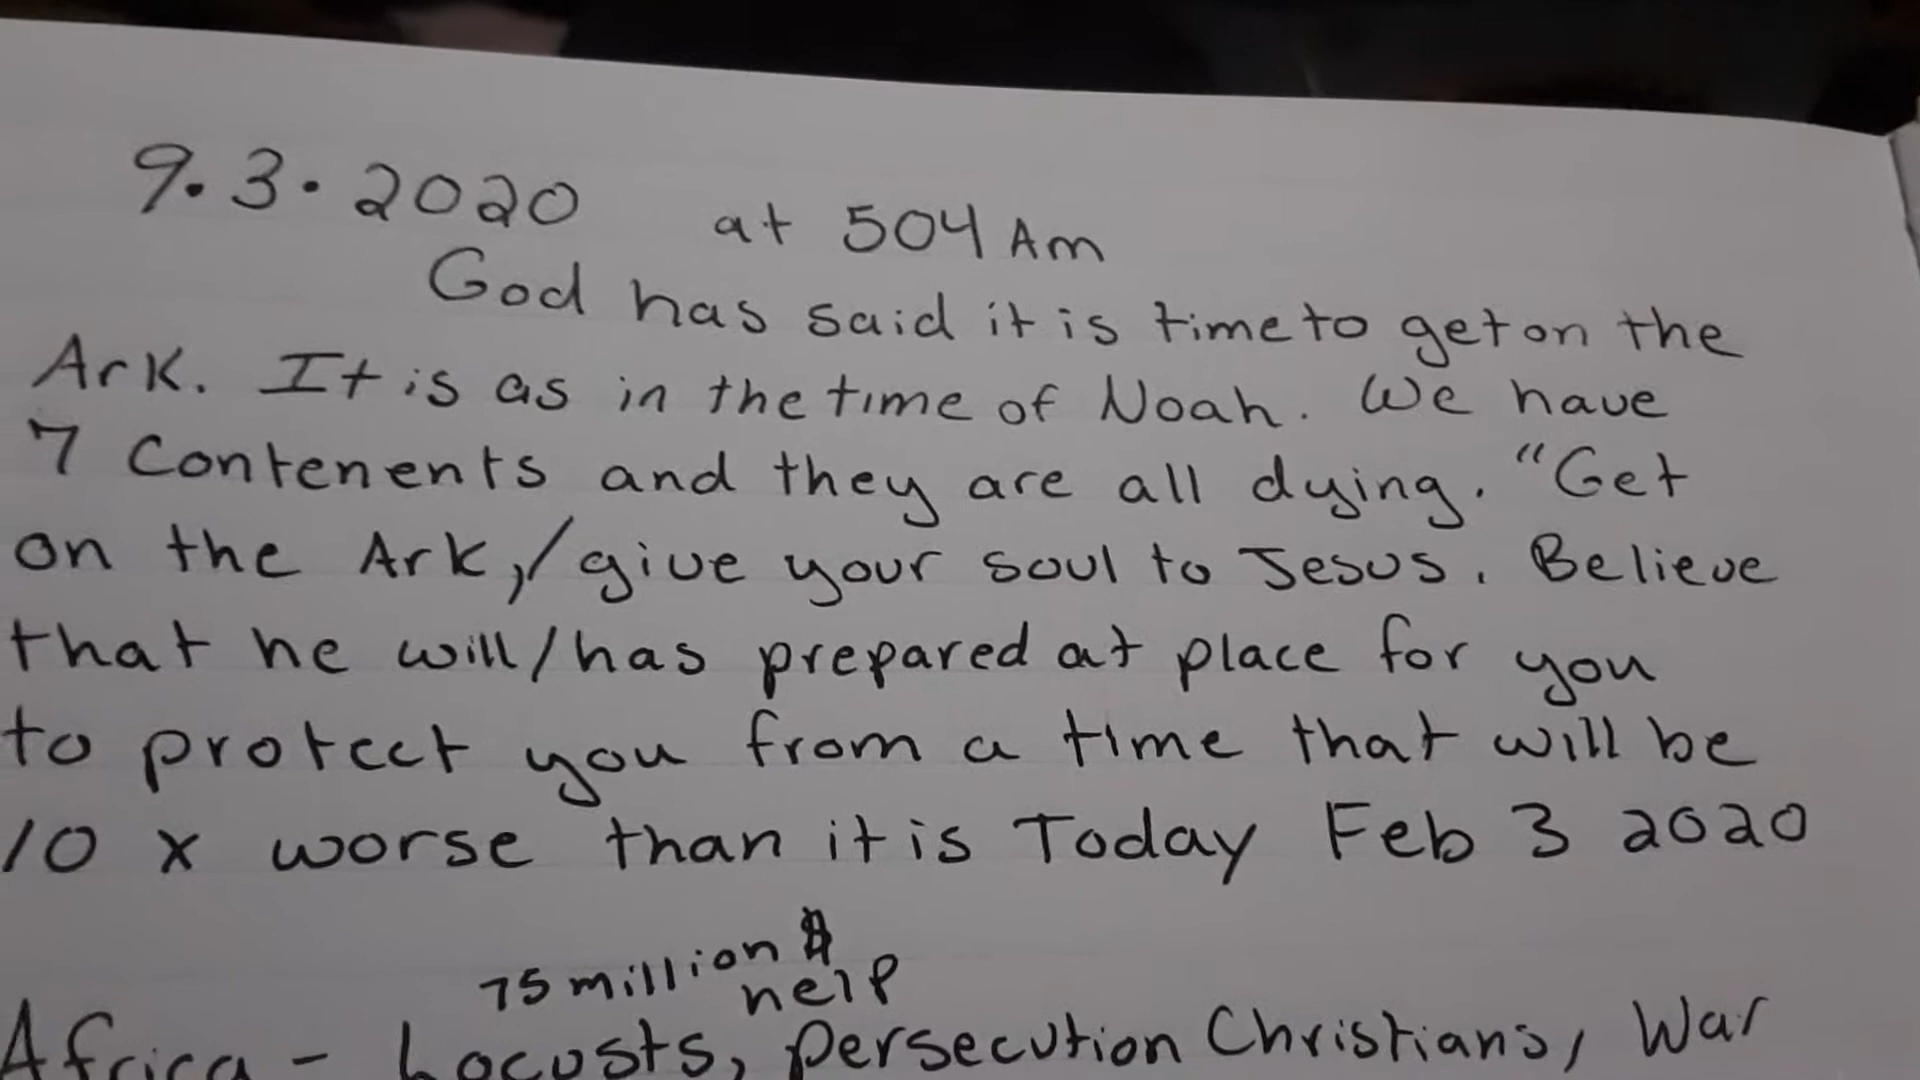 9.3.2020 at 504 Am
God has said it is time to get on the
Ark. It is as in the time of Noah. We have
7 Contenents and they are all dying. "Get
on the Ark,/give your soul to Jesus. Believe
that he will/has prepared at place for you
to protect you from a time that will be
10 x worse than it is Today Feb 3 2020
75 million $
help
Africa - Locusts, Persecution Christians, War